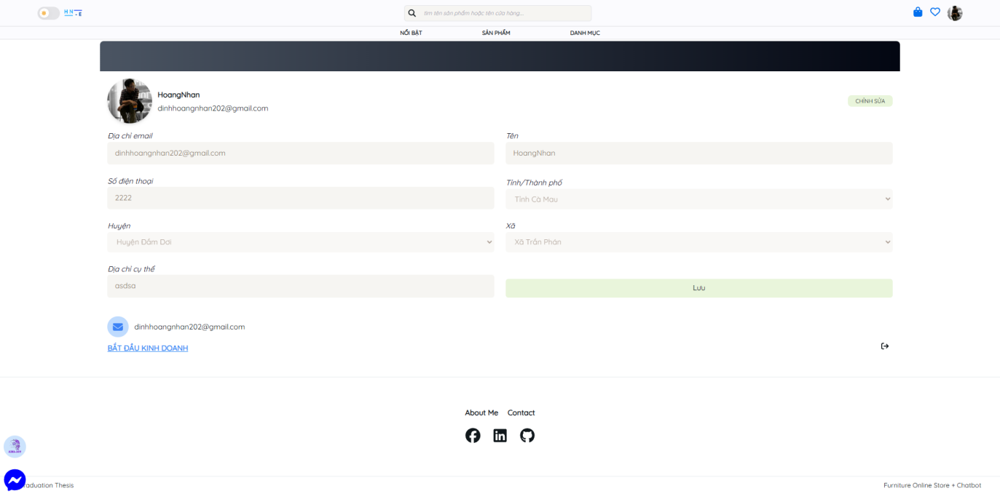 HN
-E
tìm tên sản phẩm hoặc tên cửa hàng...
NỔI BẬT SẢN PHẨM DANH MỤC
HoangNhan
dinhhoangnhan202@gmail.com
CHỈNH SỬA
Địa chỉ email
dinhhoangnhan202@gmail.com
Tên
HoangNhan
Số điện thoại
2222
Tỉnh/Thành phố
Tỉnh Cà Mau
Huyện
Huyện Đầm Dơi
Xã
Xã Trần Phán
Địa chỉ cụ thể
asdsa
Lưu
dinhhoangnhan202@gmail.com
BẮT ĐẦU KINH DOANH
About Me Contact
raduation Thesis
Furniture Online Store + Chatbot